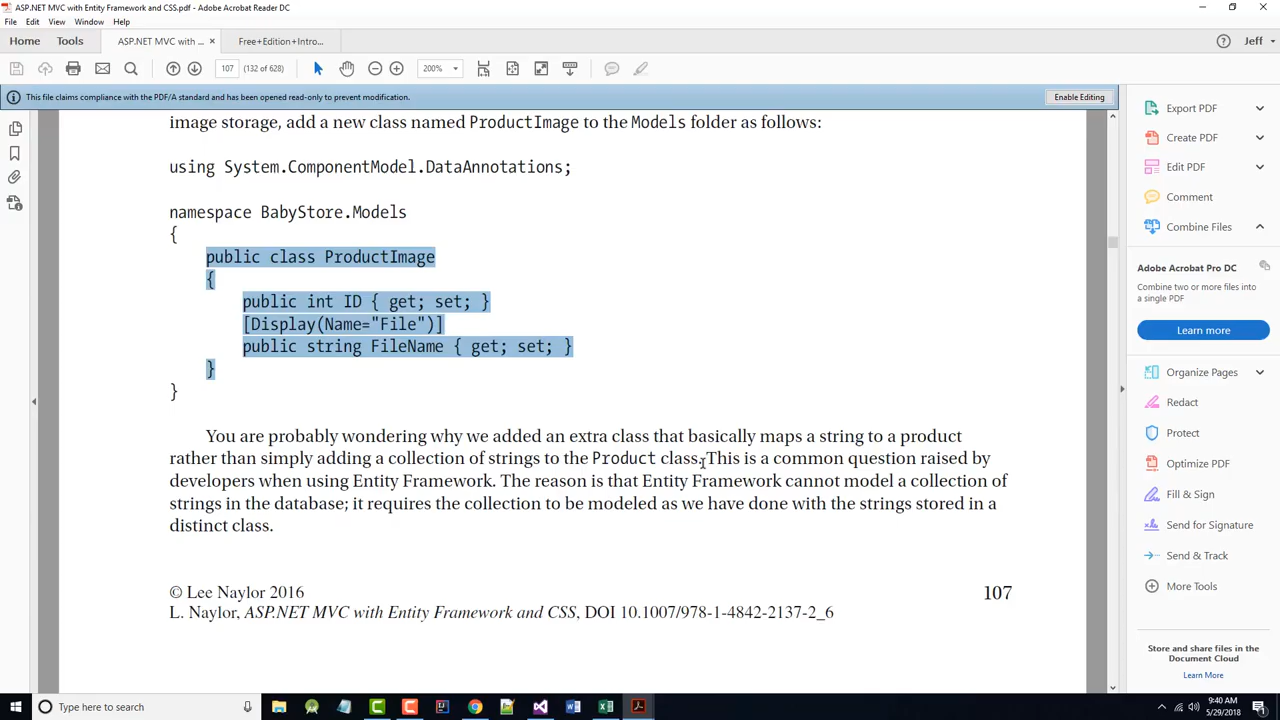 ASP.NET MVC with Entity Framework and CSS.pdf - Adobe Acrobat Reader DC
File Edit View Window Help
Home Tools ASP.NET MVC with ... × Free+Edition+Intro... Jeff
107 (132 of 628) 200%
This file claims compliance with the PDF/A standard and has been opened read-only to prevent modification. Enable Editing
image storage, add a new class named ProductImage to the Models folder as follows:
using System.ComponentModel.DataAnnotations;
namespace BabyStore.Models
{
public class ProductImage
{
public int ID { get; set; }
[Display(Name="File")]
public string FileName { get; set; }
}
}
You are probably wondering why we added an extra class that basically maps a string to a product
rather than simply adding a collection of strings to the Product class. This is a common question raised by
developers when using Entity Framework. The reason is that Entity Framework cannot model a collection of
strings in the database; it requires the collection to be modeled as we have done with the strings stored in a
distinct class.
© Lee Naylor 2016
107
L. Naylor, ASP.NET MVC with Entity Framework and CSS, DOI 10.1007/978-1-4842-2137-2_6
Export PDF
Create PDF
Edit PDF
Comment
Combine Files
Adobe Acrobat Pro DC
Combine two or more files into
a single PDF
Learn more
Organize Pages
Redact
Protect
Optimize PDF
Fill & Sign
Send for Signature
Send & Track
More Tools
Store and share files in the
Document Cloud
Learn More
Type here to search
9:40 AM
5/29/2018